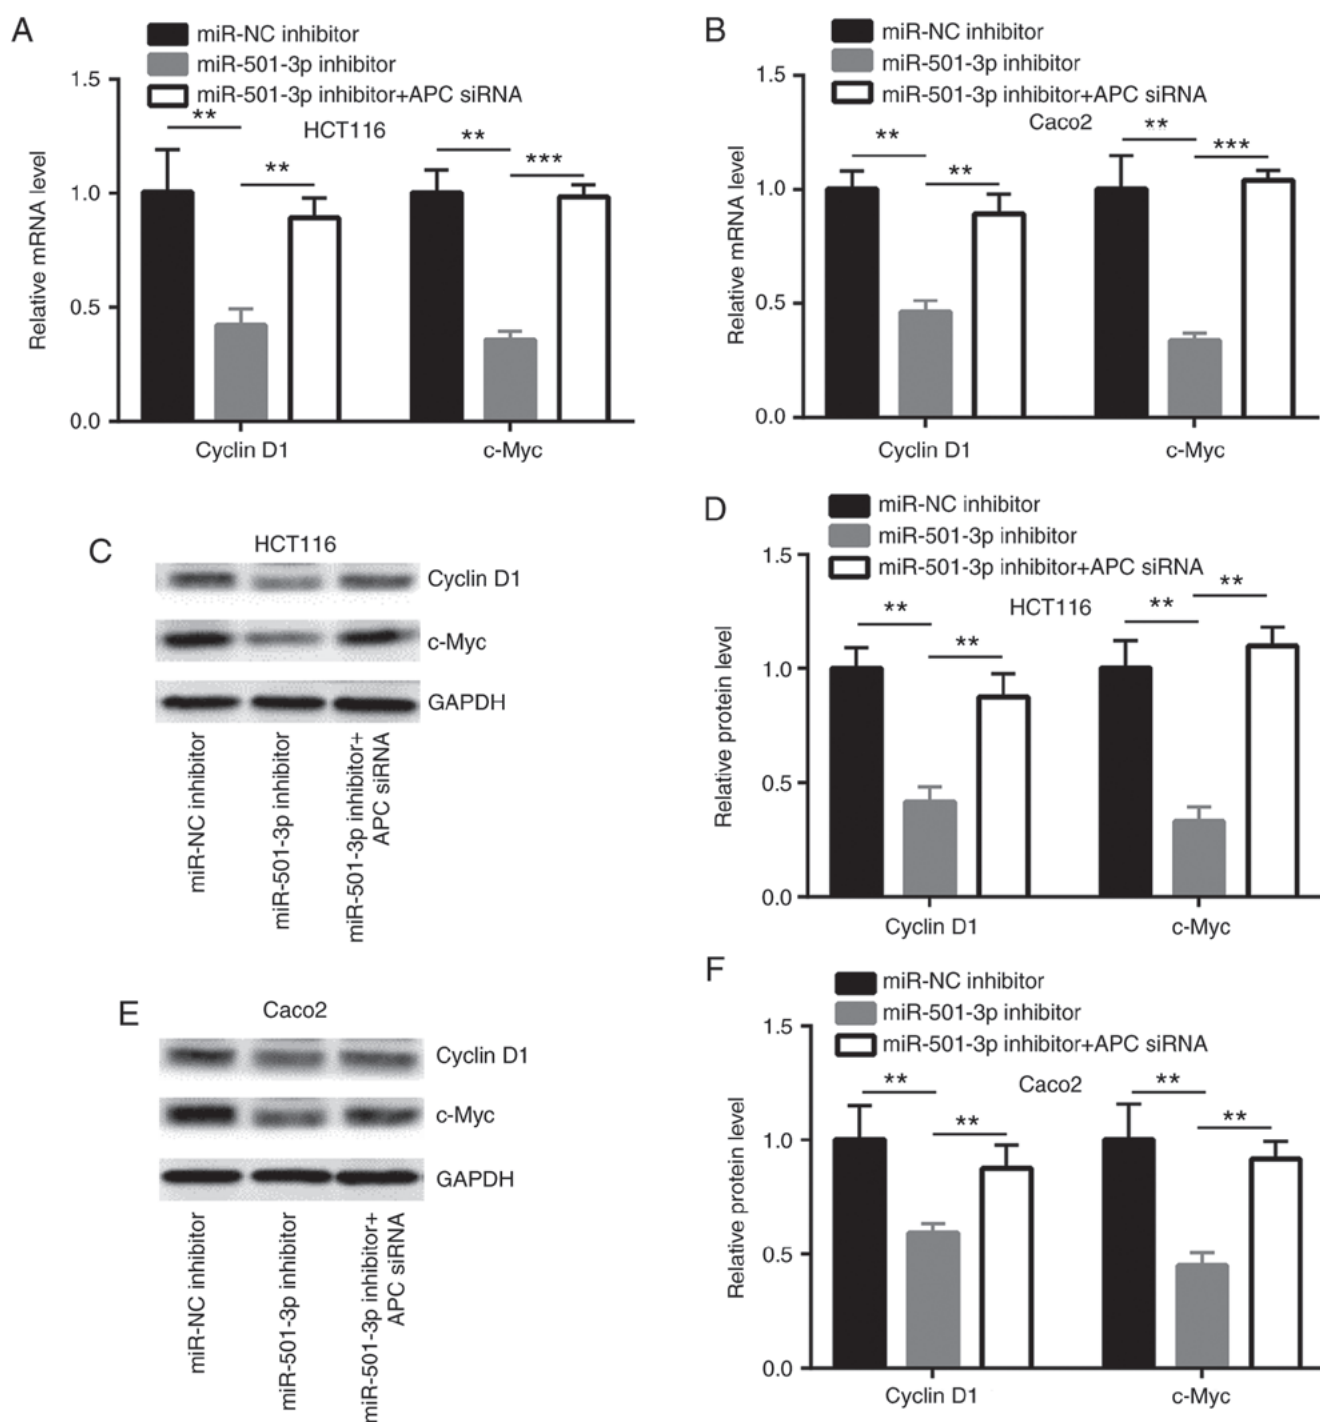 A
miR-NC inhibitor
miR-501-3p inhibitor
miR-501-3p inhibitor+APC siRNA
HCT116
** ** ** ***
Relative mRNA level
1.5
1.0
0.5
0.0
Cyclin D1 c-Myc
B
miR-NC inhibitor
miR-501-3p inhibitor
miR-501-3p inhibitor+APC siRNA
Caco2
** ** ** ***
Relative mRNA level
1.5
1.0
0.5
0.0
Cyclin D1 c-Myc
C
HCT116
Cyclin D1
c-Myc
GAPDH
miR-NC inhibitor
miR-501-3p inhibitor
miR-501-3p inhibitor+
APC siRNA
D
miR-NC inhibitor
miR-501-3p inhibitor
miR-501-3p inhibitor+APC siRNA
HCT116
** ** ** **
Relative protein level
1.5
1.0
0.5
0.0
Cyclin D1 c-Myc
E
Caco2
Cyclin D1
c-Myc
GAPDH
miR-NC inhibitor
miR-501-3p inhibitor
miR-501-3p inhibitor+
APC siRNA
F
miR-NC inhibitor
miR-501-3p inhibitor
miR-501-3p inhibitor+APC siRNA
Caco2
** ** ** **
Relative protein level
1.5
1.0
0.5
0.0
Cyclin D1 c-Myc